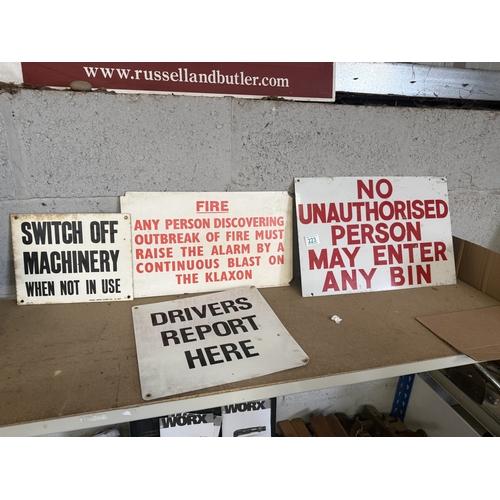 www.russellandbutler.com
SWITCH OFF
MACHINERY
WHEN NOT IN USE
FIRE
ANY PERSON DISCOVERING
OUTBREAK OF FIRE MUST
RAISE THE ALARM BY A
CONTINUOUS BLAST ON
THE KLAXON
NO
UNAUTHORISED
PERSON
MAY ENTER
ANY BIN
223
DRIVERS
REPORT
HERE
WORX
WORX